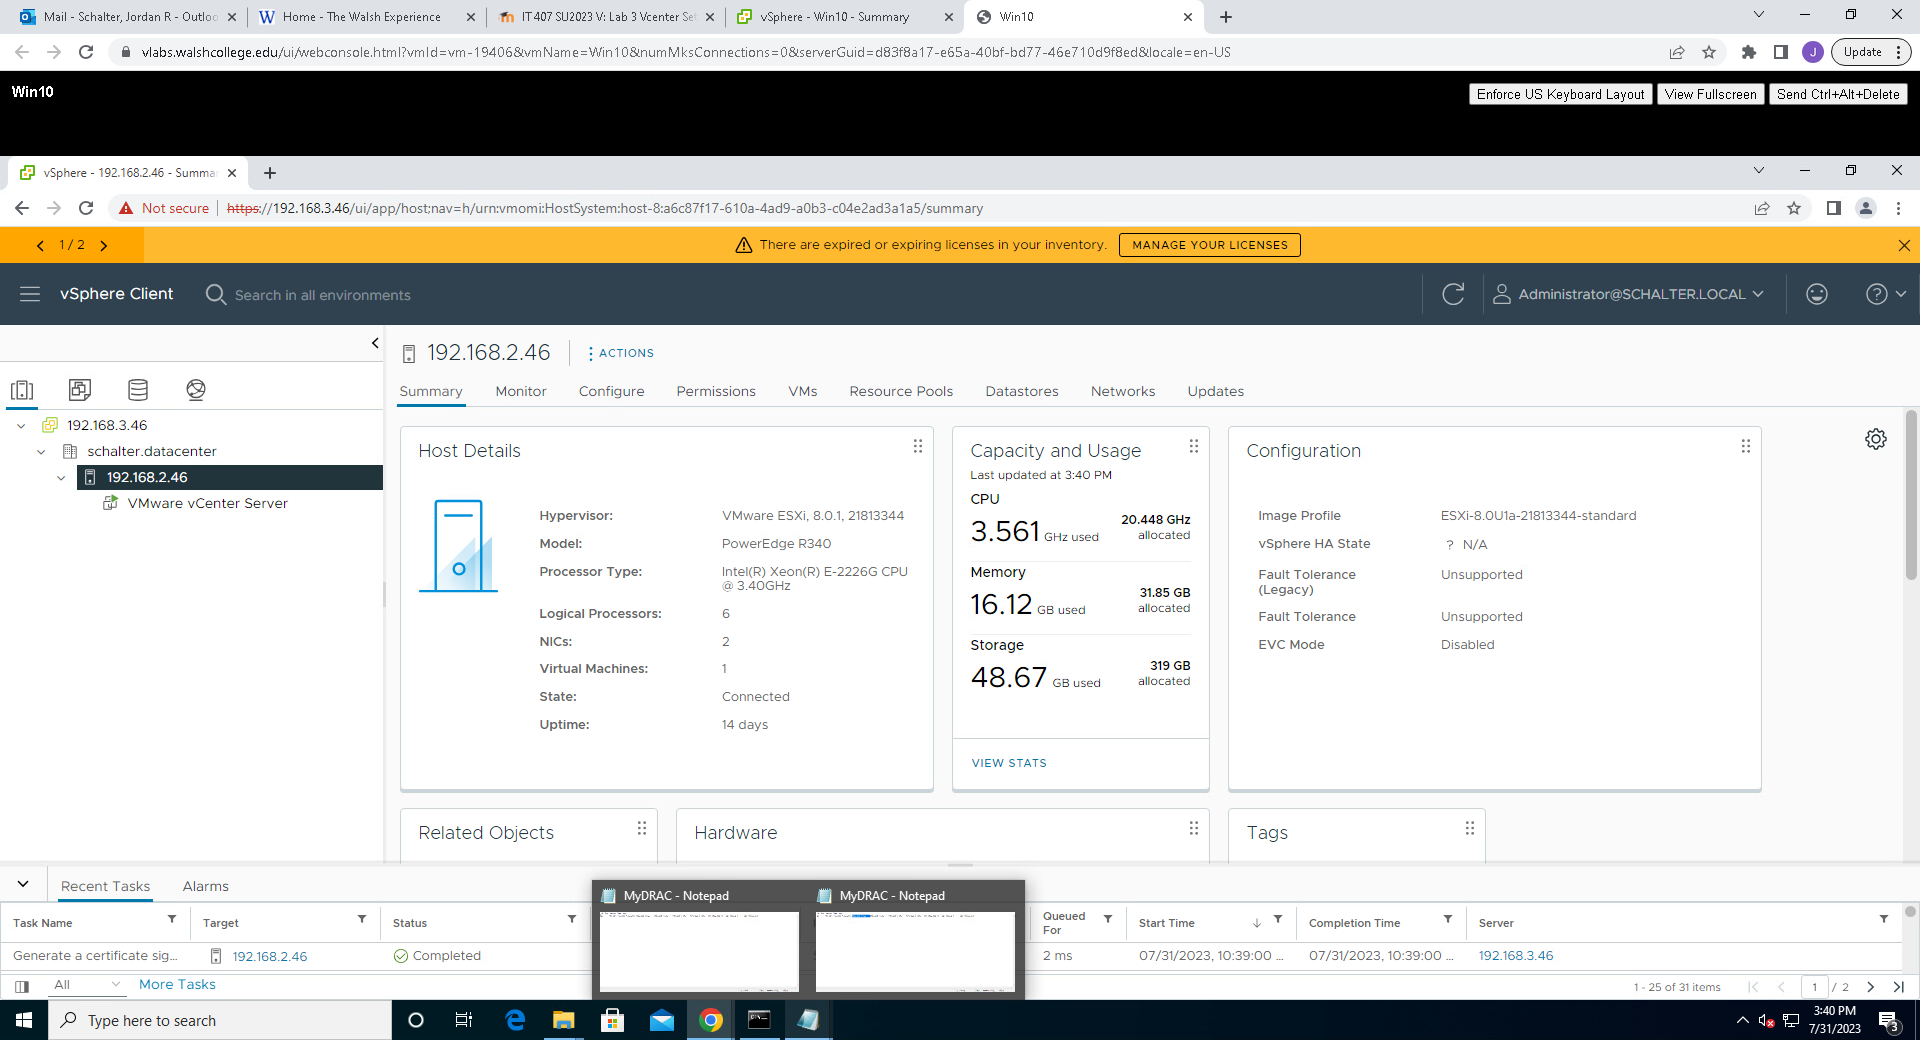 Mail - Schalter, Jordan R - Outloo
Home - The Walsh Experience
IT407 SU2023 V: Lab 3 Vcenter Se
vSphere - Win10 - Summary
Win10
vlabs.walshcollege.edu/ui/webconsole.html?vmId=vm-19406&vmName=Win10&numMksConnections=0&serverGuid=d83f8a17-e65a-40bf-bd77-46e710d9f8ed&locale=en-US
J
Update
Win10
Enforce US Keyboard Layout
View Fullscreen
Send Ctrl+Alt+Delete
vSphere - 192.168.2.46 - Summa
Not secure
https://192.168.3.46/ui/app/host;nav=h/urn:vmomi:HostSystem:host-8:a6c87f17-610a-4ad9-a0b3-c04e2ad3a1a5/summary
1 / 2
There are expired or expiring licenses in your inventory.
MANAGE YOUR LICENSES
vSphere Client
Search in all environments
Administrator@SCHALTER.LOCAL
192.168.2.46
ACTIONS
Summary
Monitor
Configure
Permissions
VMs
Resource Pools
Datastores
Networks
Updates
192.168.3.46
schalter.datacenter
192.168.2.46
VMware vCenter Server
Host Details
Hypervisor: VMware ESXi, 8.0.1, 21813344
Model: PowerEdge R340
Processor Type: Intel(R) Xeon(R) E-2226G CPU
@ 3.40GHz
Logical Processors: 6
NICs: 2
Virtual Machines: 1
State: Connected
Uptime: 14 days
Capacity and Usage
Last updated at 3:40 PM
CPU
3.561 GHz used
20.448 GHz
allocated
Memory
16.12 GB used
31.85 GB
allocated
Storage
48.67 GB used
319 GB
allocated
VIEW STATS
Configuration
Image Profile ESXi-8.0U1a-21813344-standard
vSphere HA State ? N/A
Fault Tolerance
(Legacy) Unsupported
Fault Tolerance Unsupported
EVC Mode Disabled
Related Objects
Hardware
Tags
Recent Tasks
Alarms
MyDRAC - Notepad
MyDRAC - Notepad
Task Name
Target
Status
Queued
For
Start Time
Completion Time
Server
Generate a certificate sig...
192.168.2.46
Completed
2 ms
07/31/2023, 10:39:00 ...
07/31/2023, 10:39:00 ...
192.168.3.46
All
More Tasks
1 - 25 of 31 items
1 / 2
Type here to search
3:40 PM
7/31/2023
3